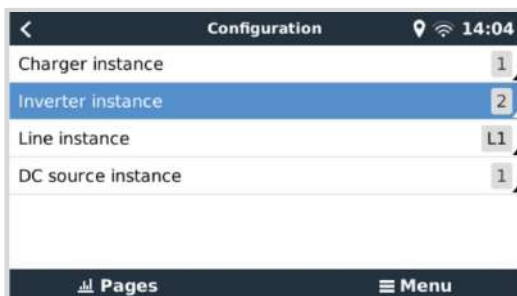 Configuration 14:04
Charger instance 1
Inverter instance 2
Line instance L1
DC source instance 1
Pages Menu